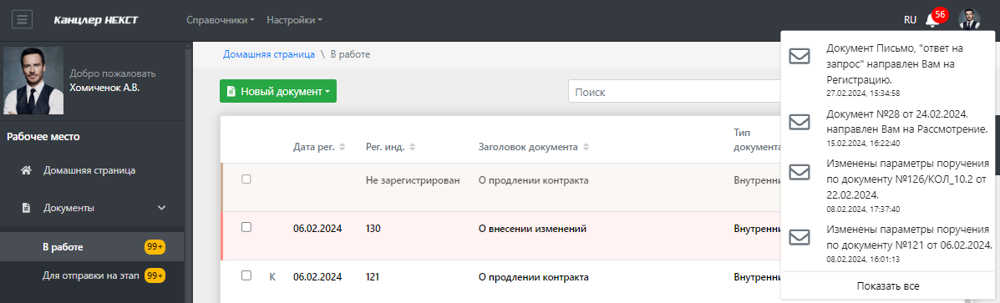 Канцлер НЕКСТ
Справочники
Настройки
RU
56
Добро пожаловать
Хомиченок А.В.
Рабочее место
Домашняя страница
Документы
В работе 99+
Для отправки на этап 99+
Домашняя страница \ В работе
Новый документ
Поиск
Дата рег. Рег. инд. Заголовок документа Тип
документа
Не зарегистрирован О продлении контракта Внутренни
06.02.2024 130 О внесении изменений Внутренни
К 06.02.2024 121 О продлении контракта Внутренни
Документ Письмо, "ответ на
запрос" направлен Вам на
Регистрацию.
27.02.2024, 15:34:58
Документ №28 от 24.02.2024.
направлен Вам на Рассмотрение.
15.02.2024, 16:22:40
Изменены параметры поручения
по документу №126/КОЛ_10.2 от
22.02.2024.
08.02.2024, 17:37:40
Изменены параметры поручения
по документу №121 от 06.02.2024.
08.02.2024, 16:01:13
Показать все